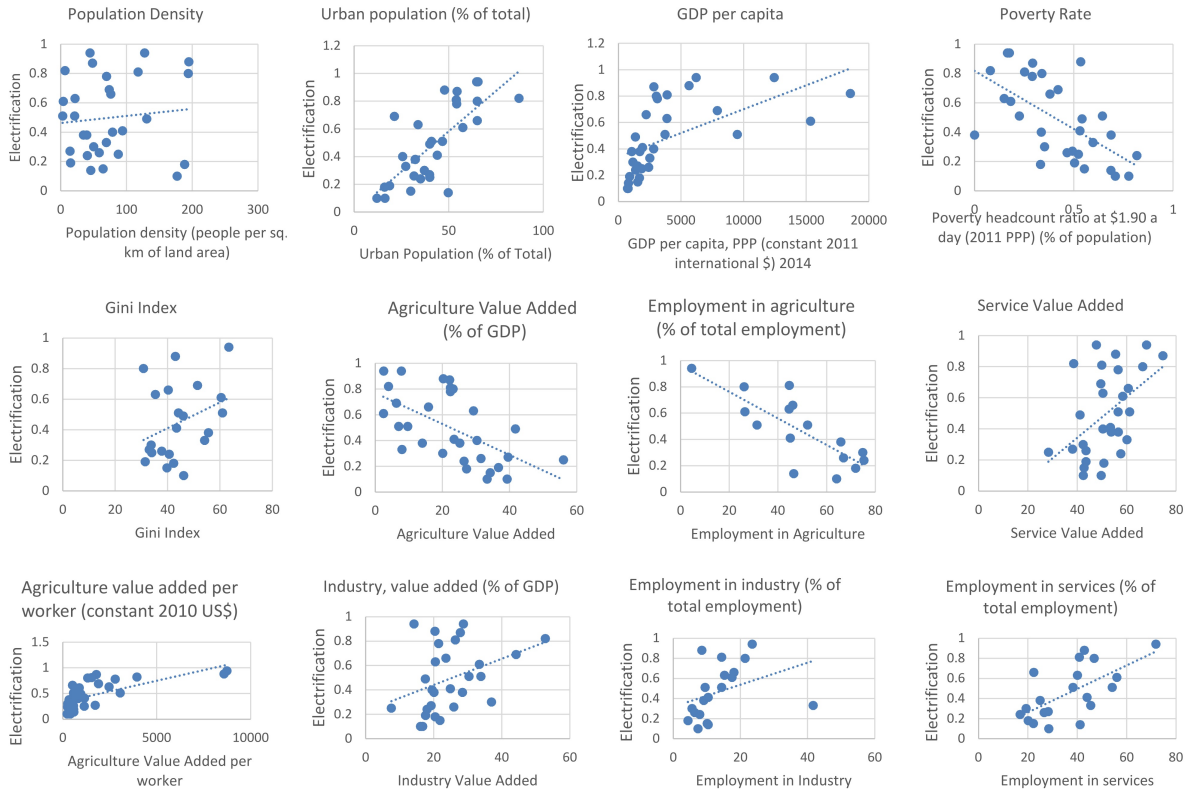 Population Density
Electrification
1
0.8
0.6
0.4
0.2
0
0 100 200 300
Population density (people per sq.
km of land area)
Urban population (% of total)
Electrification
1.2
1
0.8
0.6
0.4
0.2
0
0 50 100
Urban Population (% of Total)
GDP per capita
Electrification
1.2
1
0.8
0.6
0.4
0.2
0
0 5000 10000 15000 20000
GDP per capita, PPP (constant 2011
international $) 2014
Poverty Rate
Electrification
1
0.8
0.6
0.4
0.2
0
0 0.5 1
Poverty headcount ratio at $1.90 a
day (2011 PPP) (% of population)
Gini Index
Electrification
1
0.8
0.6
0.4
0.2
0
0 20 40 60 80
Gini Index
Agriculture Value Added
(% of GDP)
Electrification
1
0.8
0.6
0.4
0.2
0
0 20 40 60
Agriculture Value Added
Employment in agriculture
(% of total employment)
Electrification
1
0.8
0.6
0.4
0.2
0
0 20 40 60 80
Employment in Agriculture
Service Value Added
Electrification
1
0.8
0.6
0.4
0.2
0
0 20 40 60 80
Service Value Added
Agriculture value added per
worker (constant 2010 US$)
Electrification
1.5
1
0.5
0
0 5000 10000
Agriculture Value Added per
worker
Industry, value added (% of GDP)
Electrification
1
0.8
0.6
0.4
0.2
0
0 20 40 60
Industry Value Added
Employment in industry (% of
total employment)
Electrification
1
0.8
0.6
0.4
0.2
0
0 20 40 60
Employment in Industry
Employment in services (% of
total employment)
Electrification
1
0.8
0.6
0.4
0.2
0
0 20 40 60 80
Employment in services